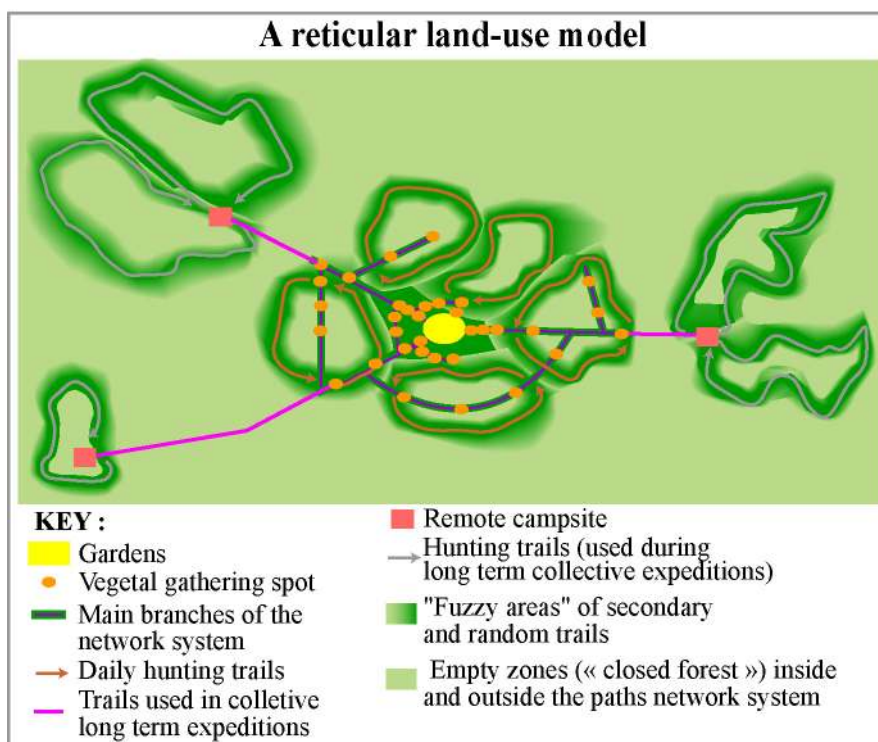 A reticular land-use model
KEY :
Gardens
Vegetal gathering spot
Main branches of the
network system
Daily hunting trails
Trails used in colletive
long term expeditions
Remote campsite
Hunting trails (used during
long term collective expeditions)
"Fuzzy areas" of secondary
and random trails
Empty zones (« closed forest ») inside
and outside the paths network system